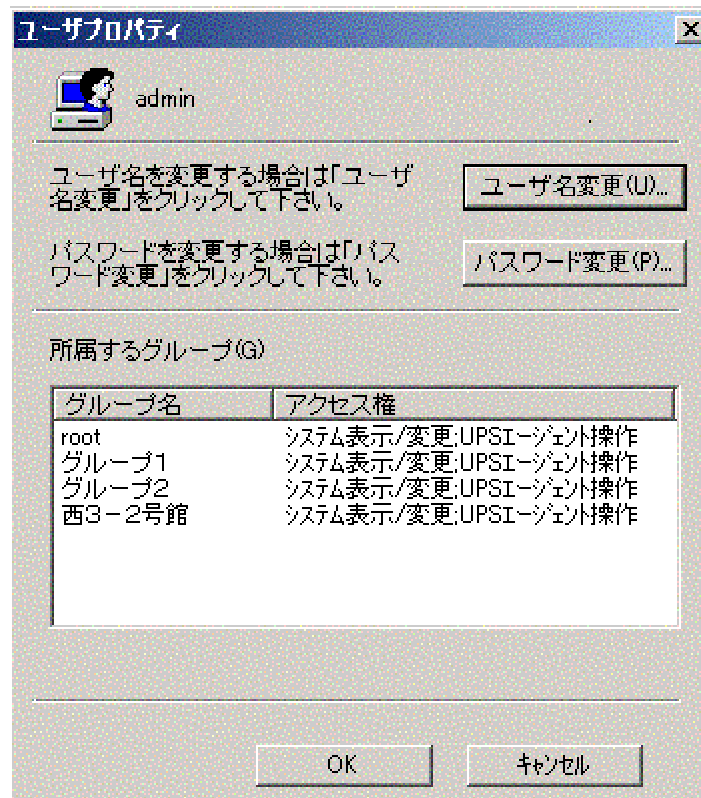 ユーザプロパティ
admin
ユーザ名を変更する場合は「ユーザ
名変更」をクリックして下さい。
ユーザ名変更(U)...
パスワードを変更する場合は「パス
ワード変更」をクリックして下さい。
パスワード変更(P)...
所属するグループ(G)
グループ名 アクセス権
root ｼｽﾃﾑ表示/変更;UPSｴｰｼﾞｪﾝﾄ操作
グループ1 ｼｽﾃﾑ表示/変更;UPSｴｰｼﾞｪﾝﾄ操作
グループ2 ｼｽﾃﾑ表示/変更;UPSｴｰｼﾞｪﾝﾄ操作
西3－2号館 ｼｽﾃﾑ表示/変更;UPSｴｰｼﾞｪﾝﾄ操作
OK ｷｬﾝｾﾙ